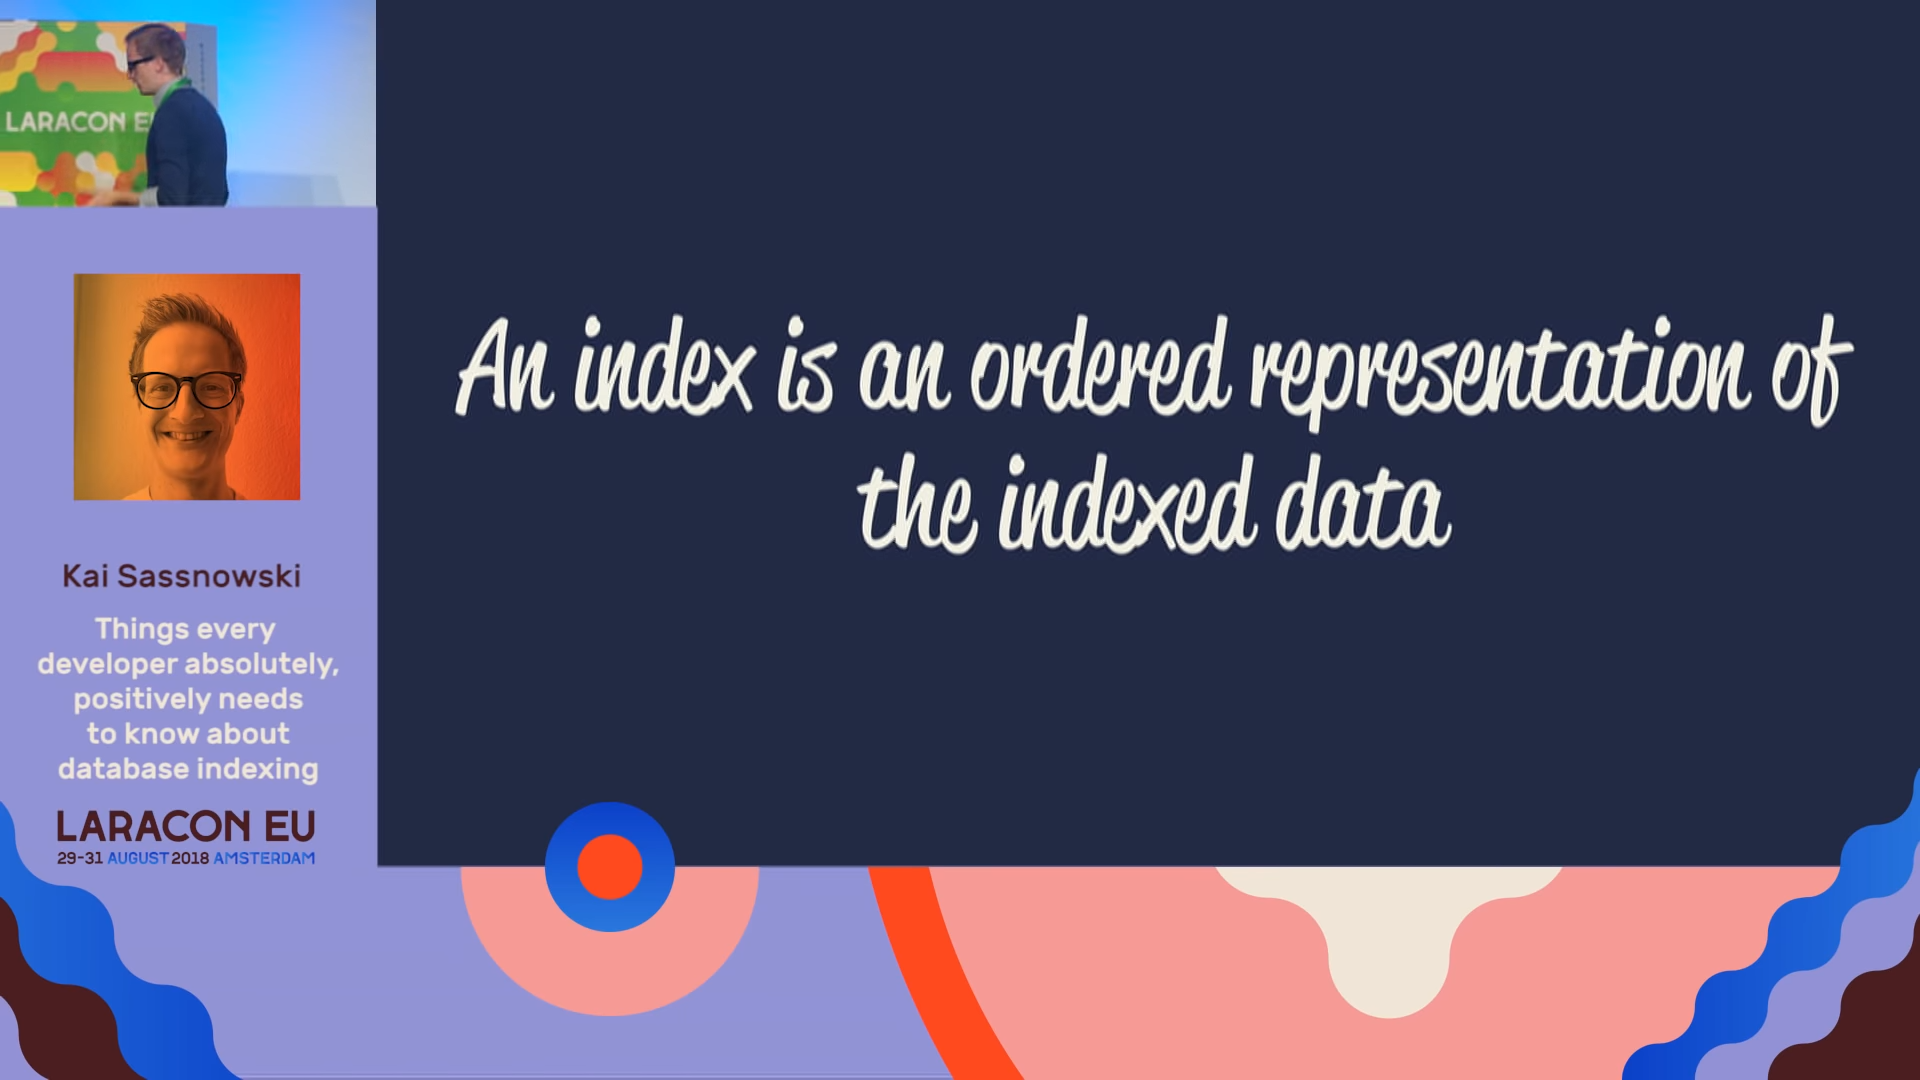 LARACON E
An index is an ordered representation of
the indexed data
Kai Sassnowski
Things every
developer absolutely,
positively needs
to know about
database indexing
LARACON EU
29-31 AUGUST 2018 AMSTERDAM